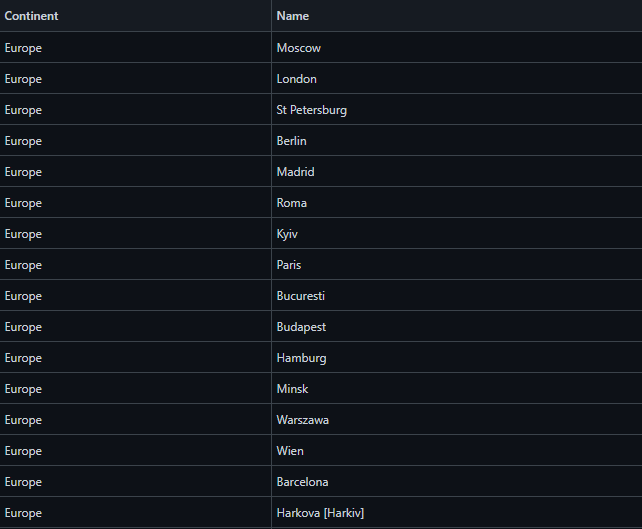 Continent Name
Europe Moscow
Europe London
Europe St Petersburg
Europe Berlin
Europe Madrid
Europe Roma
Europe Kyiv
Europe Paris
Europe Bucuresti
Europe Budapest
Europe Hamburg
Europe Minsk
Europe Warszawa
Europe Wien
Europe Barcelona
Europe Harkova [Harkiv]